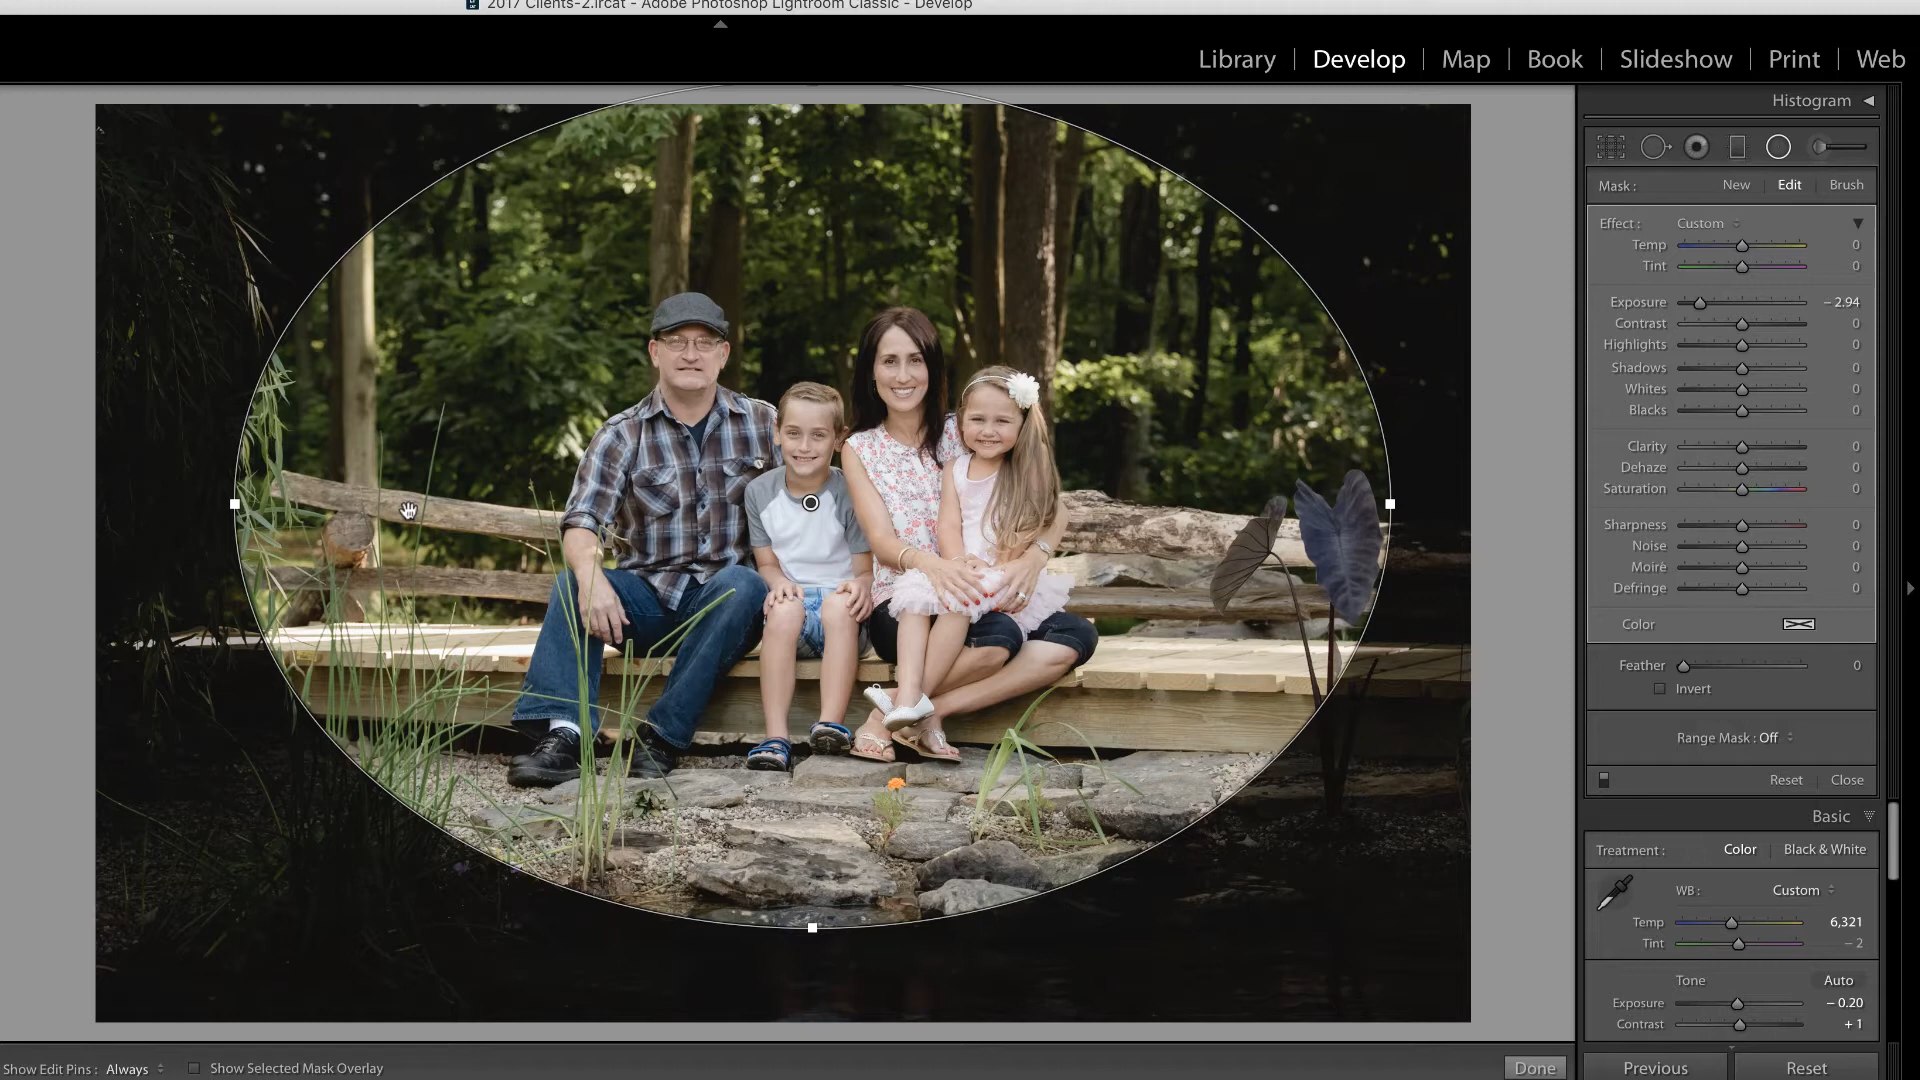 2017 Clients-2.lrcat - Adobe Photoshop Lightroom Classic - Develop
Library | Develop | Map | Book | Slideshow | Print | Web
Histogram
Mask : New | Edit | Brush
Effect : Custom
Temp 0
Tint 0
Exposure - 2.94
Contrast 0
Highlights 0
Shadows 0
Whites 0
Blacks 0
Clarity 0
Dehaze 0
Saturation 0
Sharpness 0
Noise 0
Moiré 0
Defringe 0
Color
Feather 0
Invert
Range Mask : Off
Reset | Close
Basic
Treatment : Color | Black & White
WB : Custom
Temp 6,321
Tint - 2
Tone Auto
Exposure - 0.20
Contrast + 1
Show Edit Pins : Always Show Selected Mask Overlay Done
Previous Reset